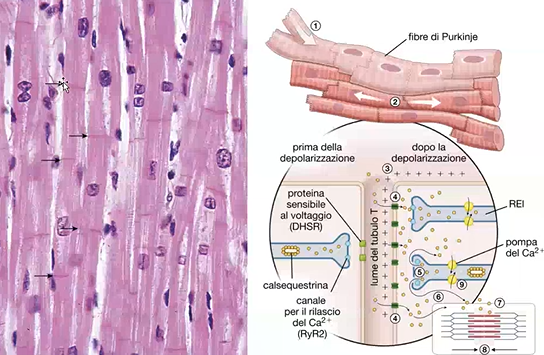 ①
fibre di Purkinje
②
prima della
depolarizzazione
dopo la
depolarizzazione
③
④
proteina
sensibile
al voltaggio
(DHSR)
lume del tubulo T
REI
calsequestrina
canale
per il rilascio
del Ca2+
(RyR2)
⑤
pompa
del Ca2+
⑨
⑥
⑦
④
⑧